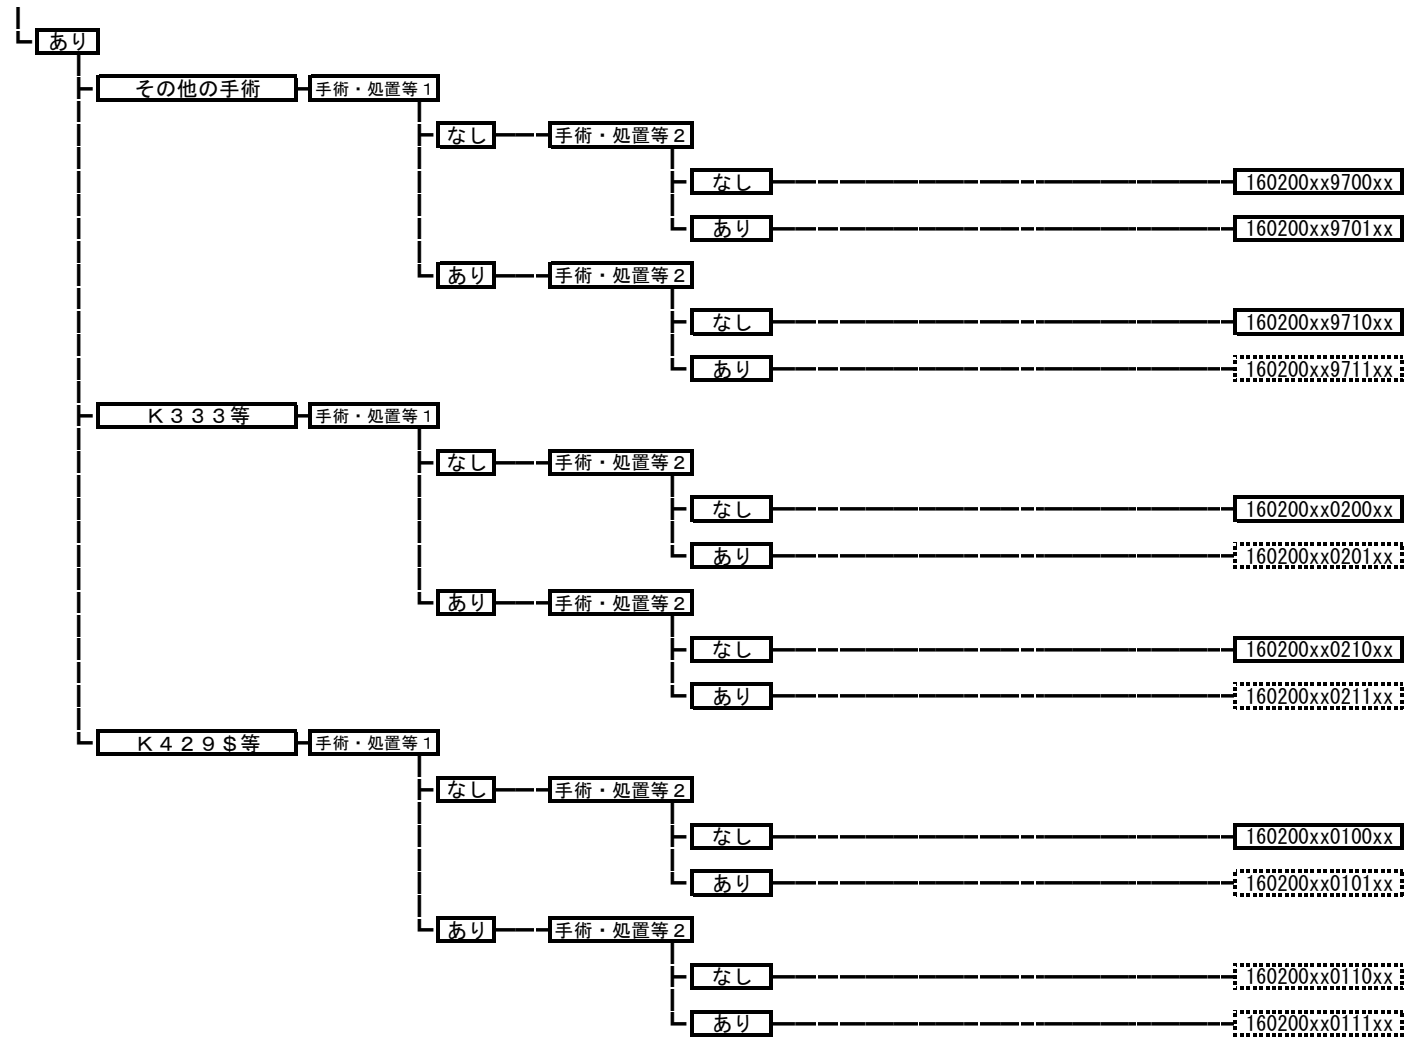 あり
その他の手術 手術・処置等1
なし 手術・処置等2
なし 160200xx9700xx
あり 160200xx9701xx
あり 手術・処置等2
なし 160200xx9710xx
あり 160200xx9711xx
K333等 手術・処置等1
なし 手術・処置等2
なし 160200xx0200xx
あり 160200xx0201xx
あり 手術・処置等2
なし 160200xx0210xx
あり 160200xx0211xx
K429$等 手術・処置等1
なし 手術・処置等2
なし 160200xx0100xx
あり 160200xx0101xx
あり 手術・処置等2
なし 160200xx0110xx
あり 160200xx0111xx